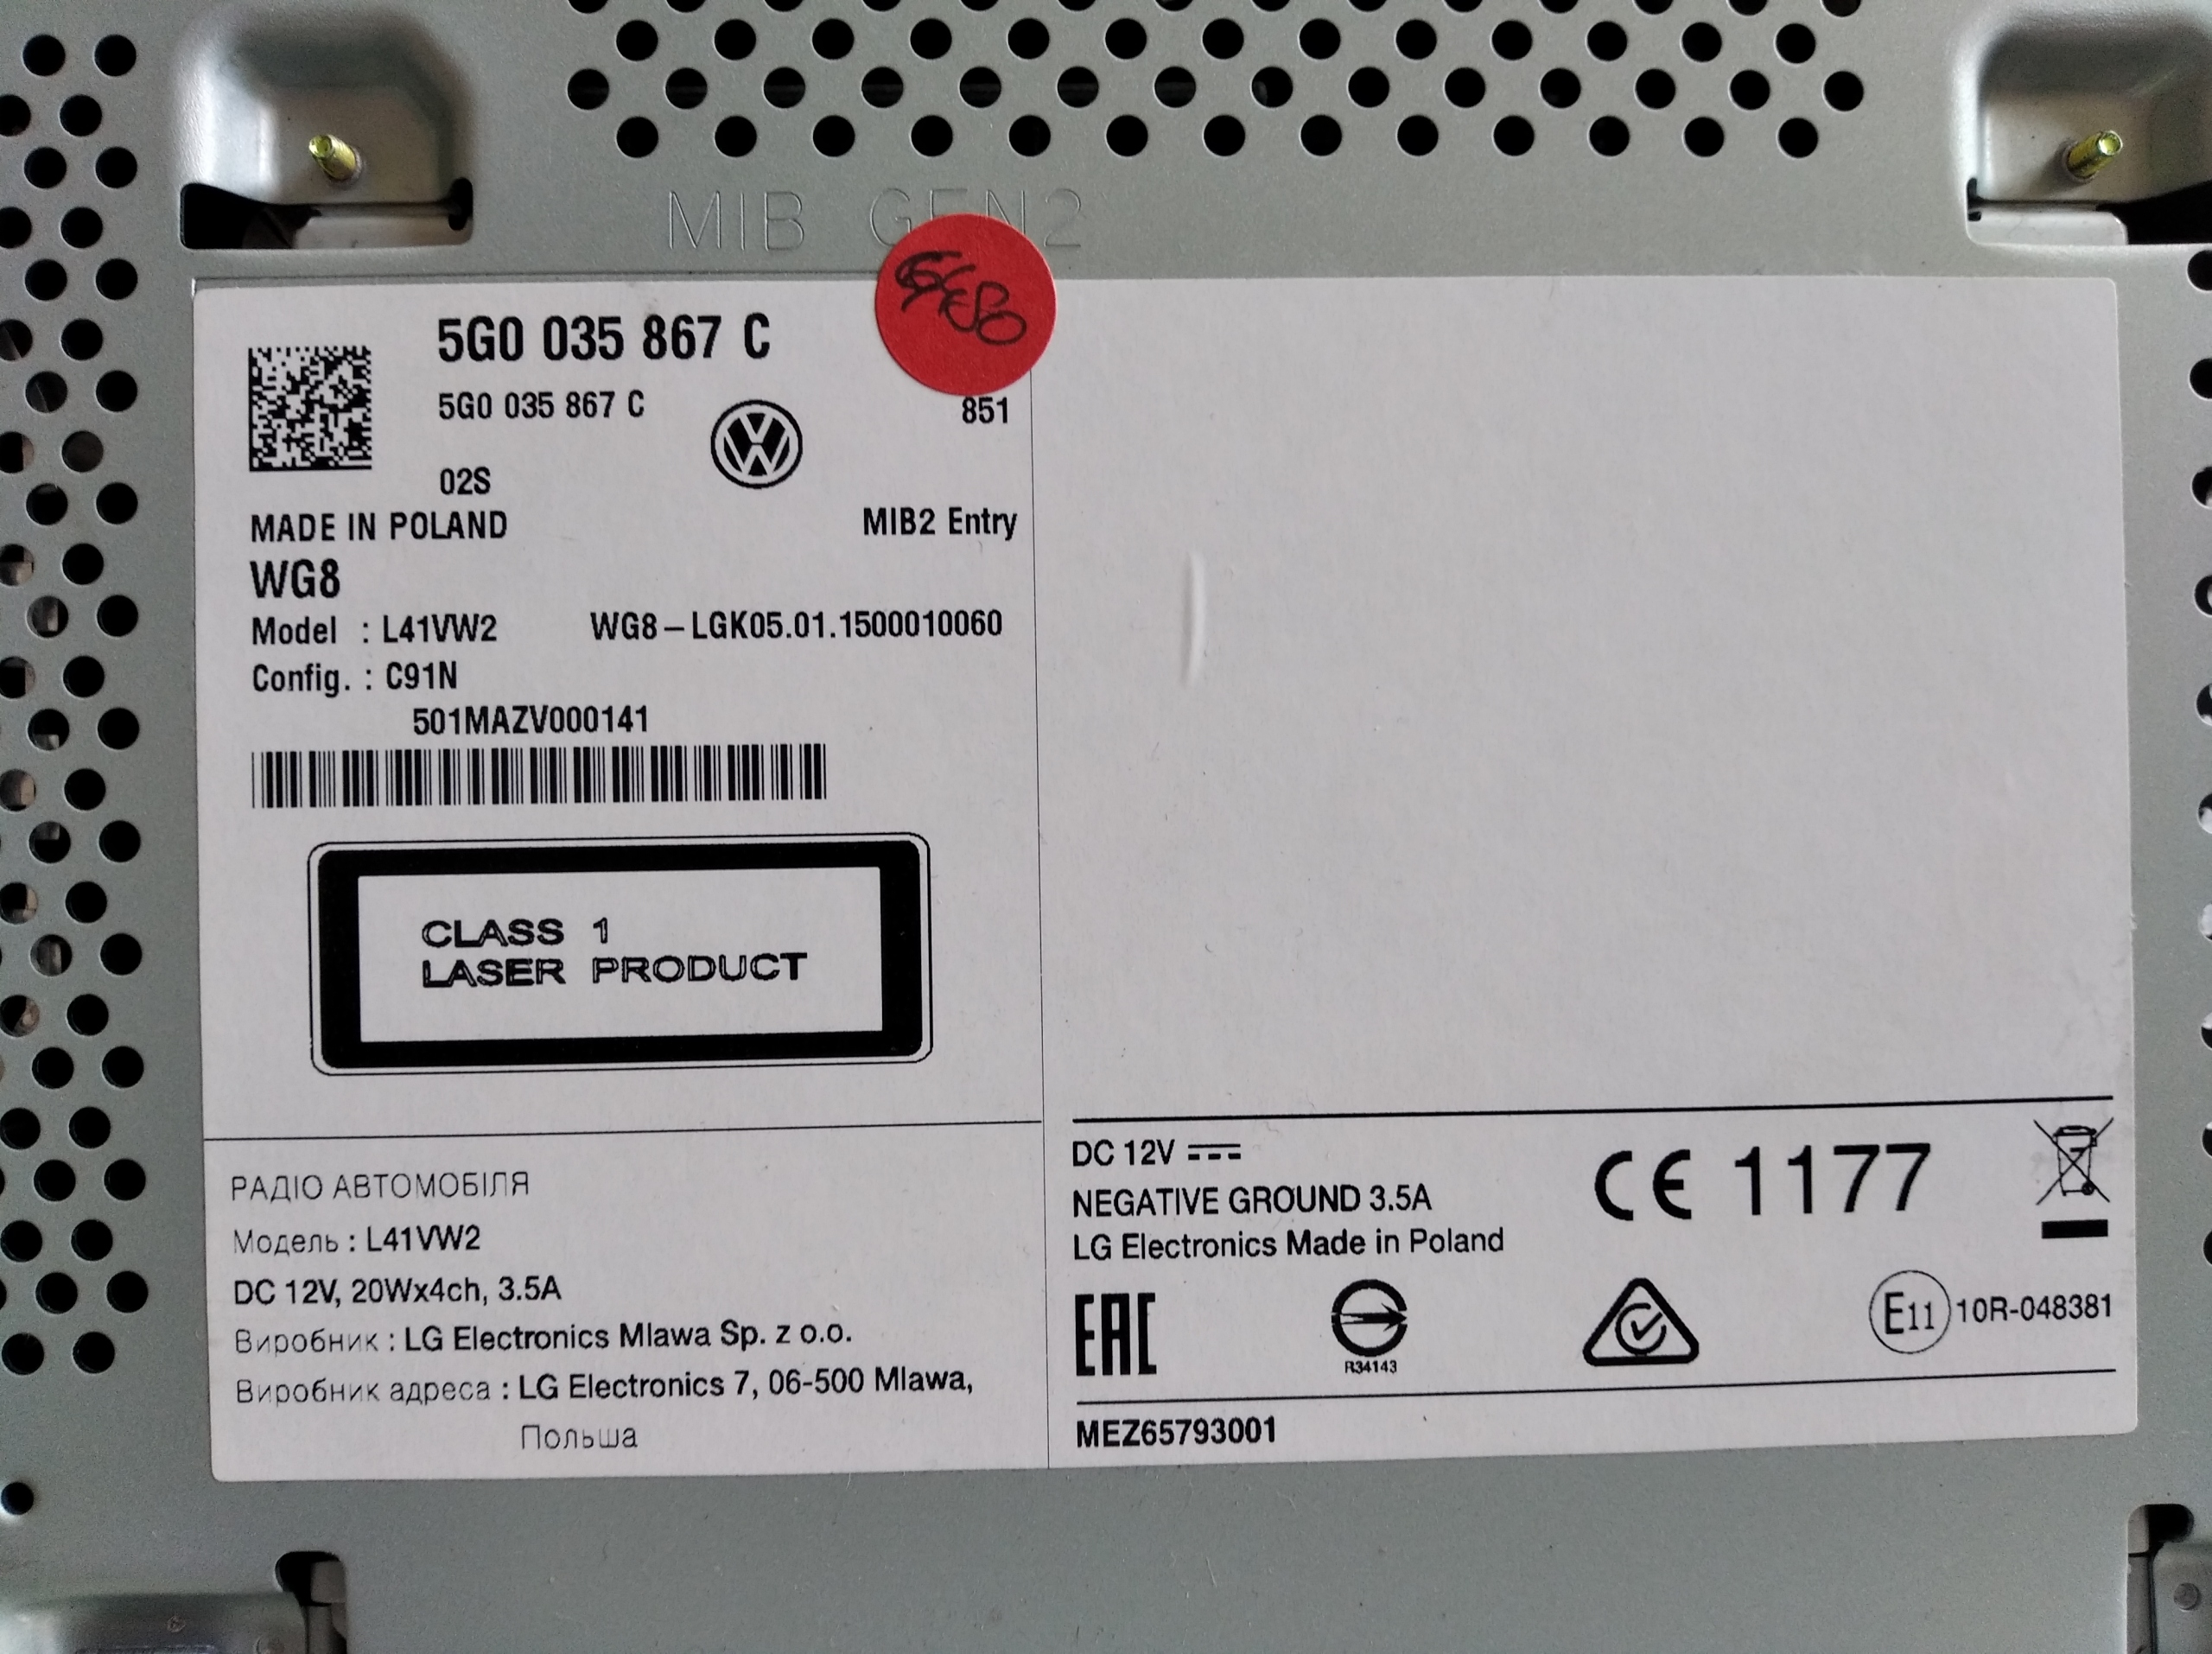 MIB GEN2
5G0 035 867 C
5G0 035 867 C
851
02S
MADE IN POLAND
MIB2 Entry
WG8
Model : L41VW2
WG8-LGK05.01.1500010060
Config. : C91N
501MAZV000141
CLASS 1
LASER PRODUCT
РАДІО АВТОМОБІЛЯ
Модель : L41VW2
DC 12V, 20Wx4ch, 3.5A
Виробник : LG Electronics Mlawa Sp. z o.o.
Виробник адреса : LG Electronics 7, 06-500 Mlawa,
Польша
DC 12V
NEGATIVE GROUND 3.5A
LG Electronics Made in Poland
CE 1177
EAC
R34143
E11 10R-048381
MEZ65793001